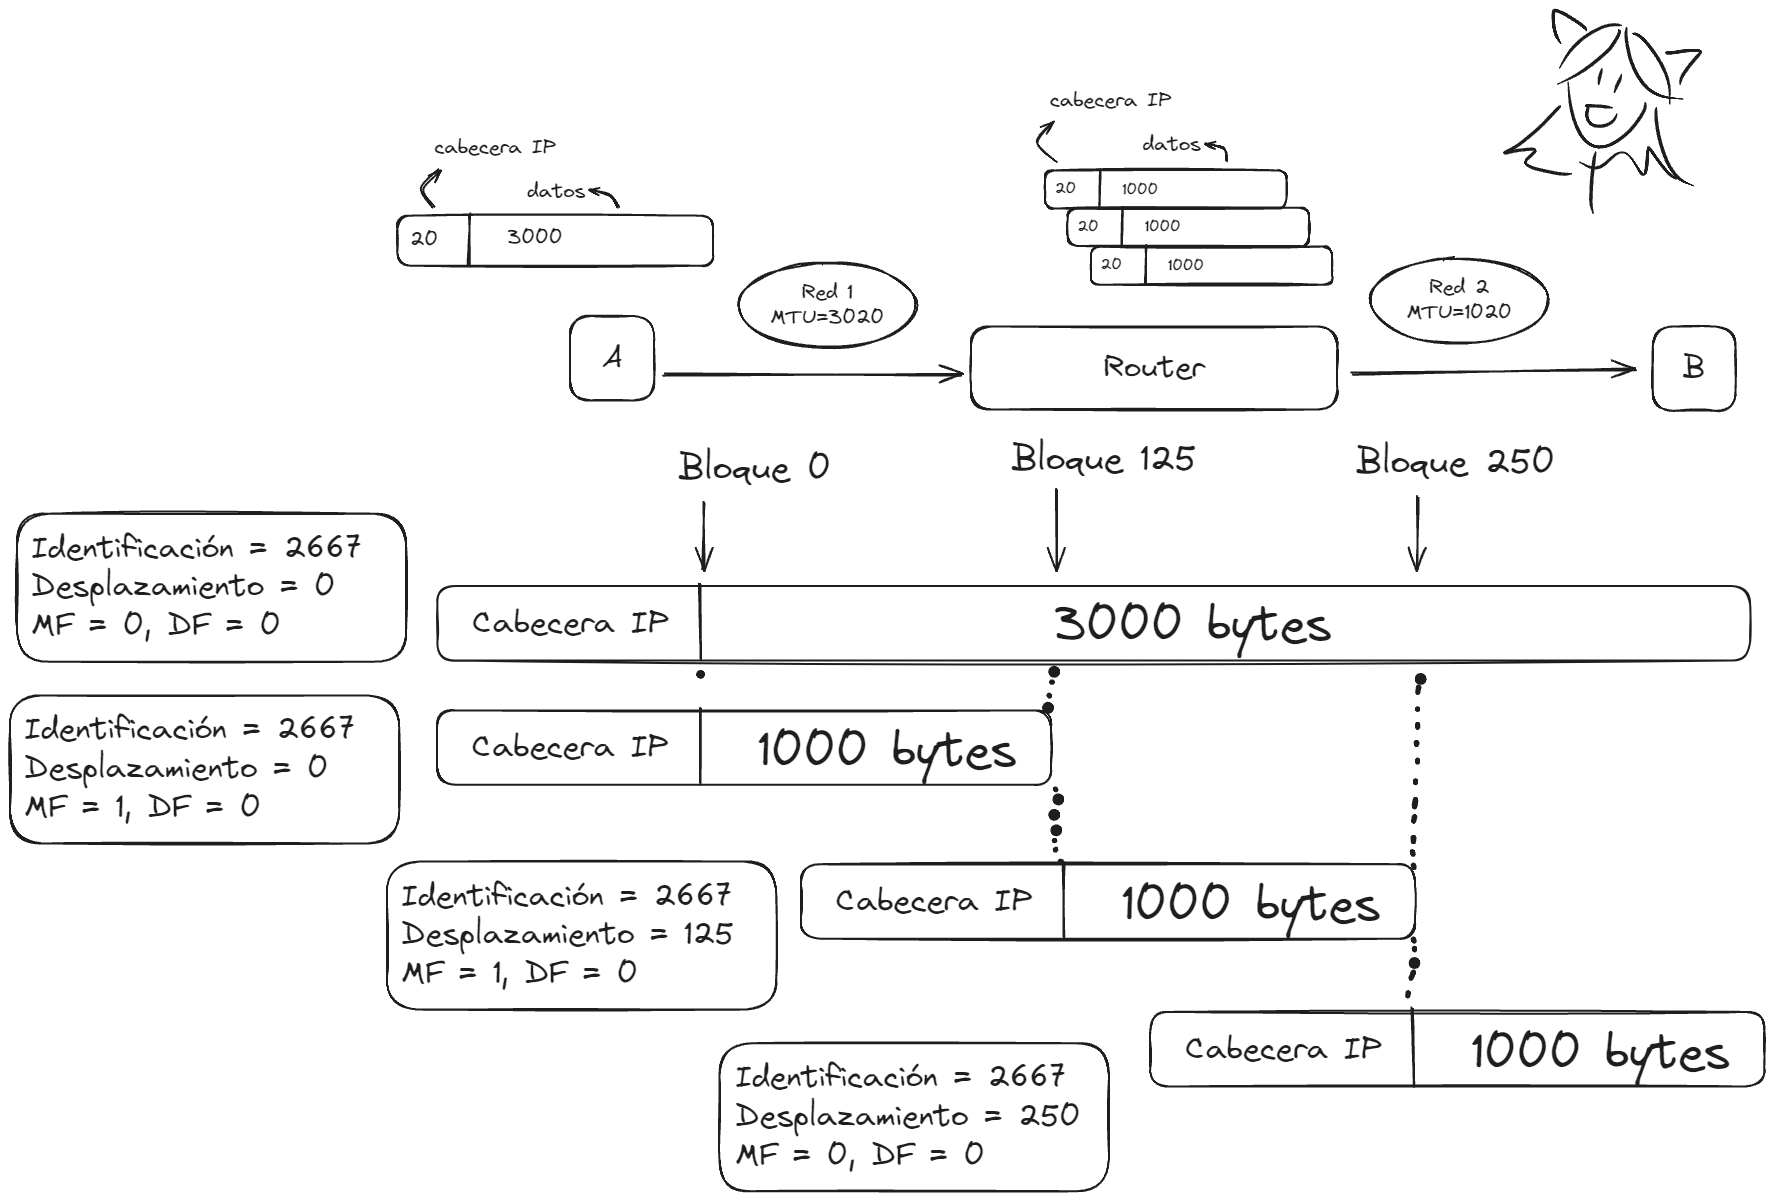 cabecera IP
datos
20 3000
cabecera IP
datos
20 1000
20 1000
20 1000
Red 1
MTU=3020
Red 2
MTU=1020
A
Router
B
Bloque 0
Bloque 125
Bloque 250
Identificación = 2667
Desplazamiento = 0
MF = 0, DF = 0
Cabecera IP 3000 bytes
Identificación = 2667
Desplazamiento = 0
MF = 1, DF = 0
Cabecera IP 1000 bytes
Identificación = 2667
Desplazamiento = 125
MF = 1, DF = 0
Cabecera IP 1000 bytes
Identificación = 2667
Desplazamiento = 250
MF = 0, DF = 0
Cabecera IP 1000 bytes